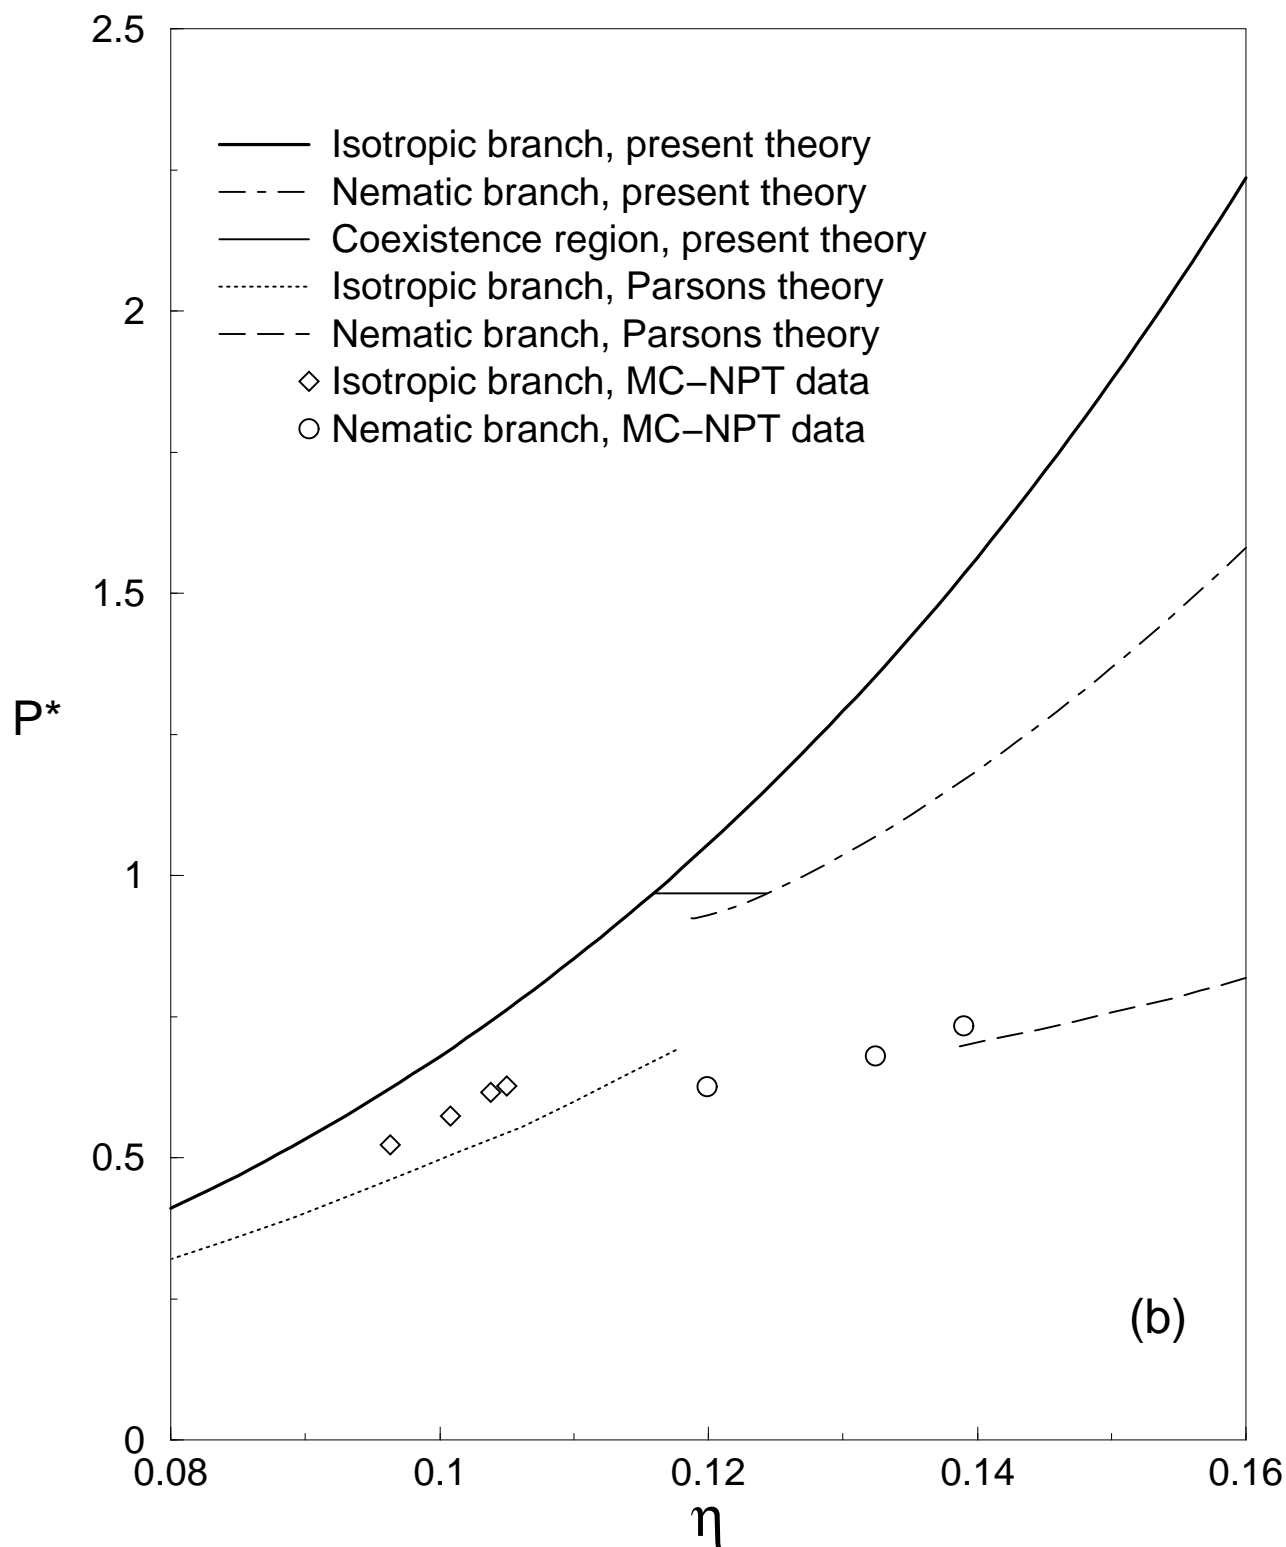 2.5
Isotropic branch, present theory
Nematic branch, present theory
Coexistence region, present theory
Isotropic branch, Parsons theory
Nematic branch, Parsons theory
Isotropic branch, MC−NPT data
Nematic branch, MC−NPT data
2
1.5
P*
1
0.5
(b)
0
0.08 0.1 0.12 0.14 0.16
η